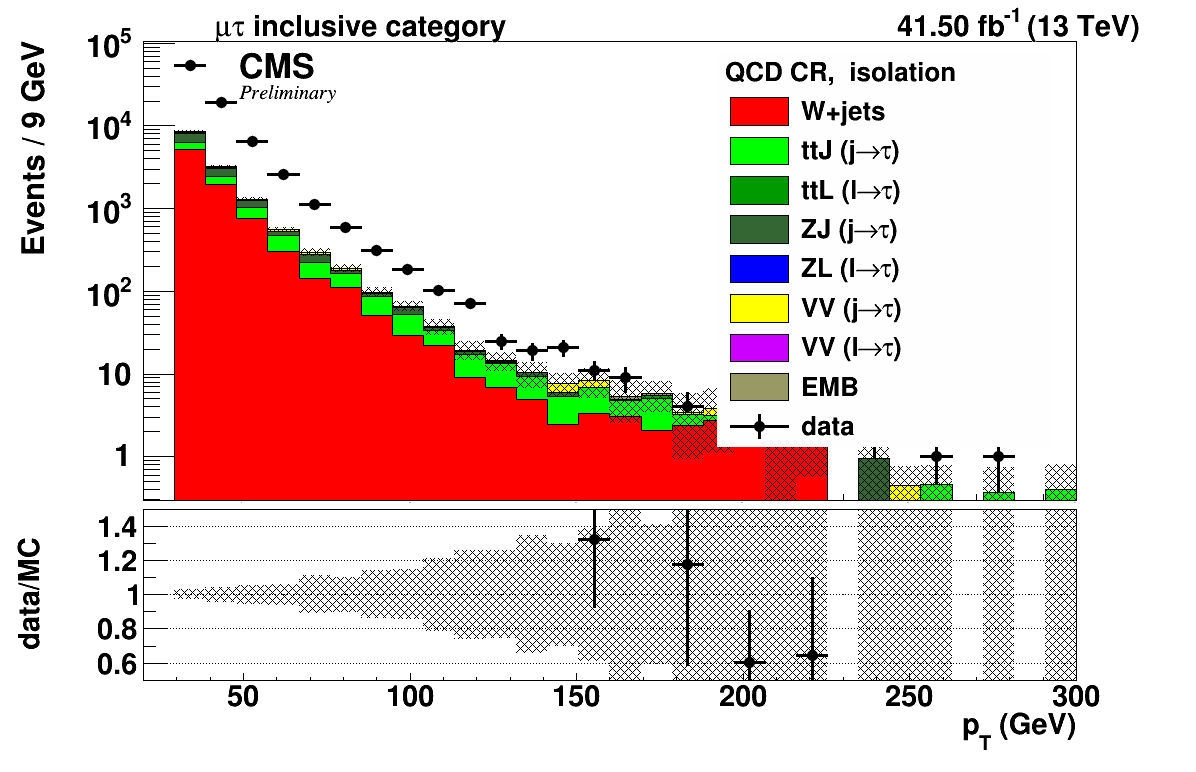 μτ inclusive category
41.50 fb-1 (13 TeV)
CMS
Preliminary
QCD CR, isolation
W+jets
ttJ (j→τ)
ttL (l→τ)
ZJ (j→τ)
ZL (l→τ)
VV (j→τ)
VV (l→τ)
EMB
data
Events / 9 GeV
10^5
10^4
10^3
10^2
10
1
data/MC
1.4
1.2
1
0.8
0.6
50 100 150 200 250 300
p_T (GeV)